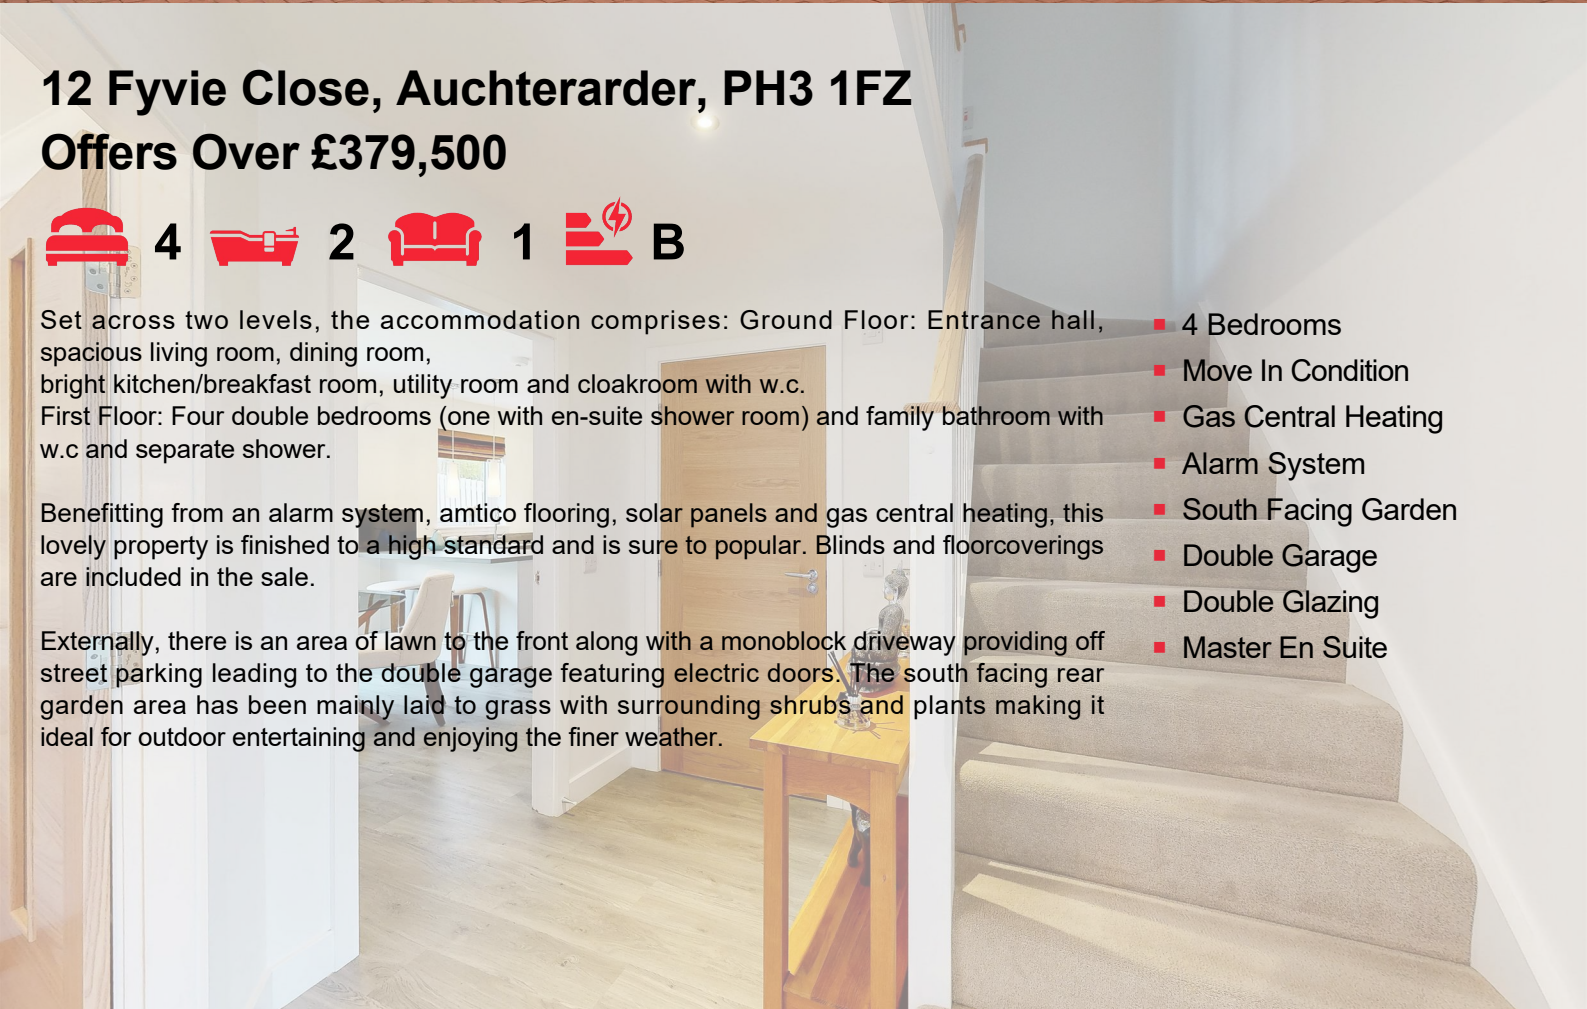 12 Fyvie Close, Auchterarder, PH3 1FZ
Offers Over £379,500
4 2 1 B
Set across two levels, the accommodation comprises: Ground Floor: Entrance hall,
spacious living room, dining room,
bright kitchen/breakfast room, utility room and cloakroom with w.c.
First Floor: Four double bedrooms (one with en-suite shower room) and family bathroom with
w.c and separate shower.
Benefitting from an alarm system, amtico flooring, solar panels and gas central heating, this
lovely property is finished to a high standard and is sure to popular. Blinds and floorcoverings
are included in the sale.
Externally, there is an area of lawn to the front along with a monoblock driveway providing off
street parking leading to the double garage featuring electric doors. The south facing rear
garden area has been mainly laid to grass with surrounding shrubs and plants making it
ideal for outdoor entertaining and enjoying the finer weather.
4 Bedrooms
Move In Condition
Gas Central Heating
Alarm System
South Facing Garden
Double Garage
Double Glazing
Master En Suite